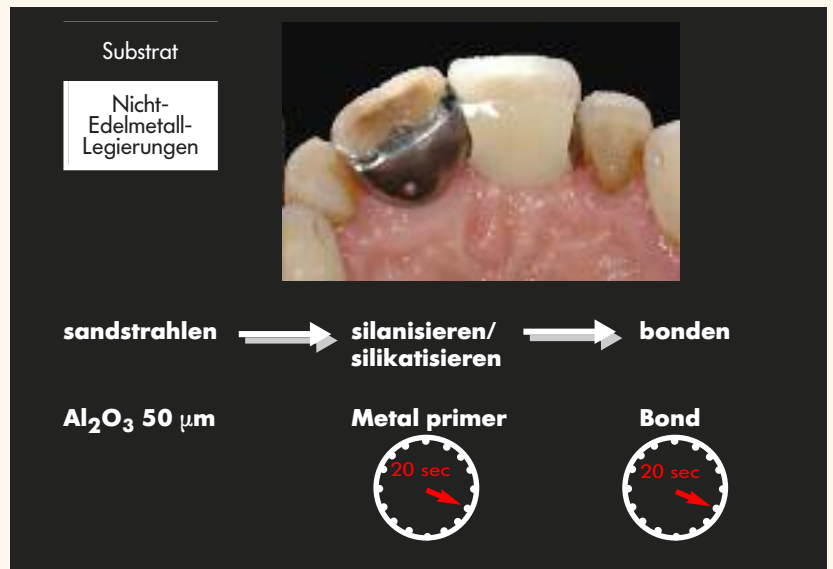 Substrat
Nicht-
Edelmetall-
Legierungen
sandstrahlen
silanisieren/
silikatisieren
bonden
Al₂O₃ 50 µm
Metal primer
Bond
20 sec
20 sec